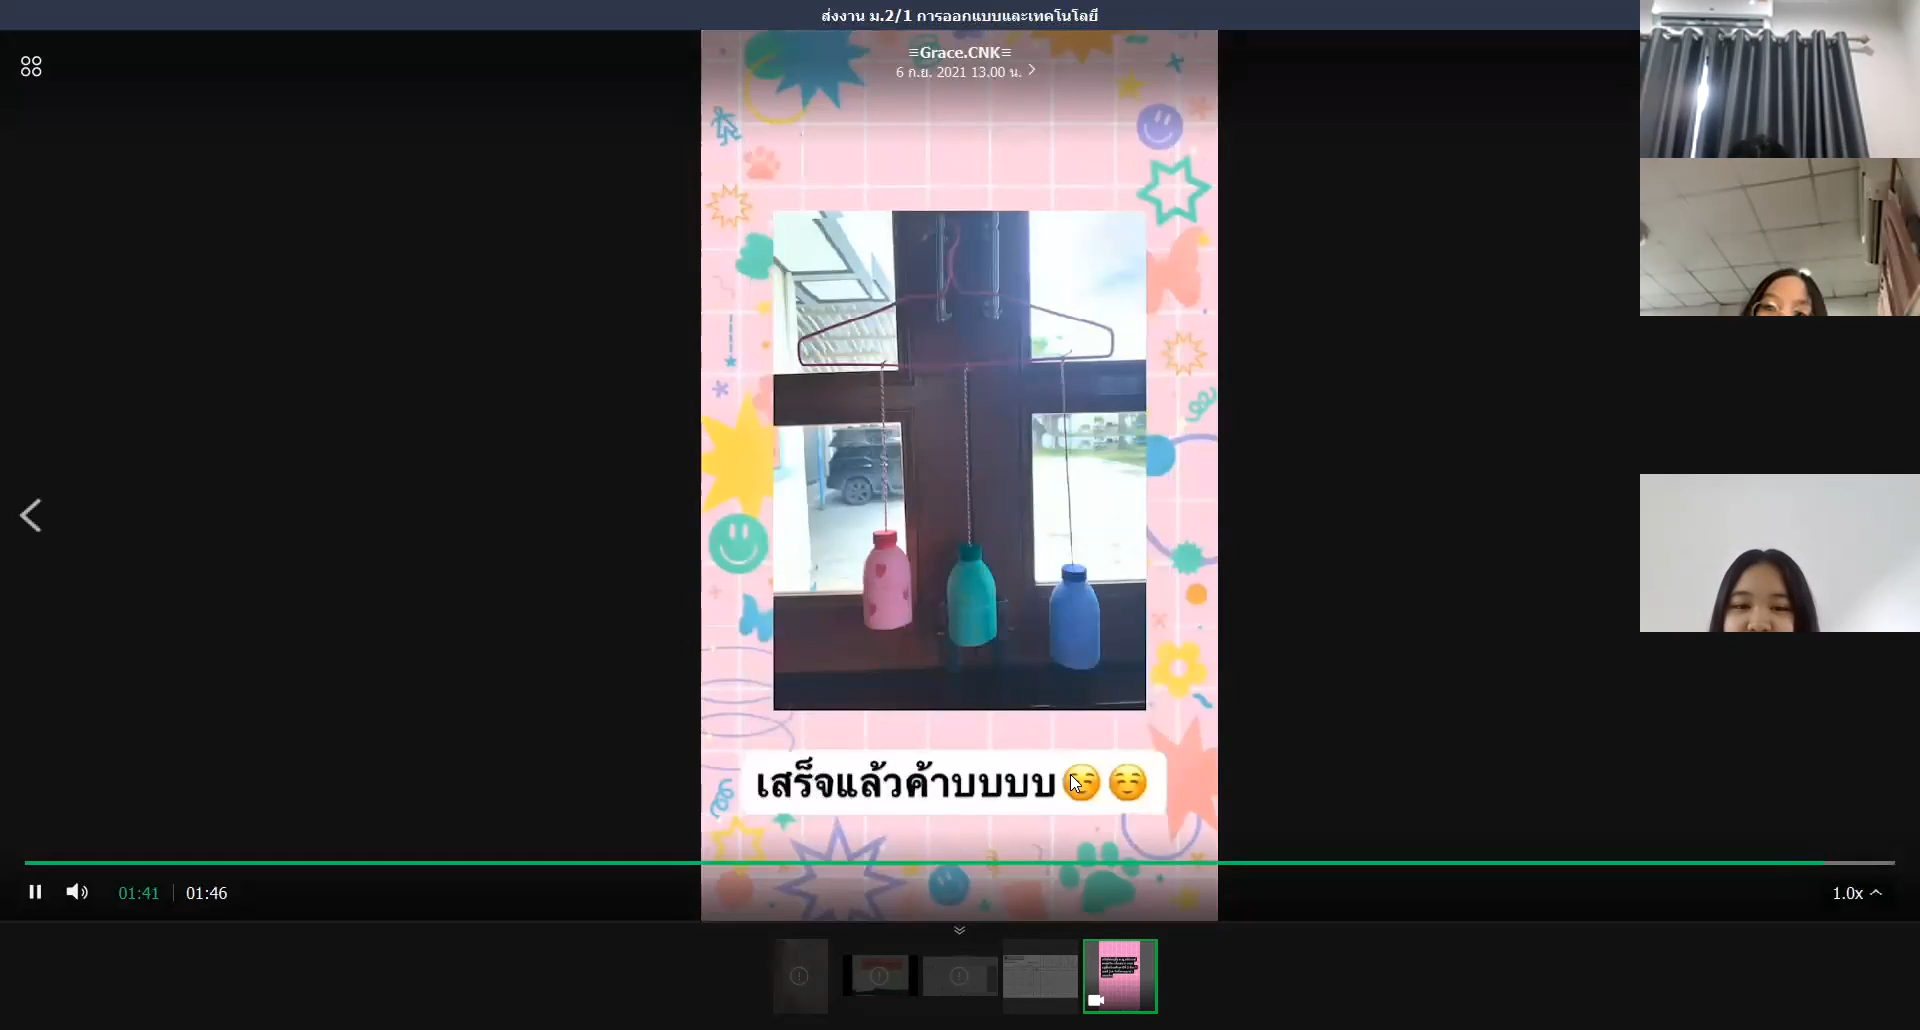 ส่งงาน ม.2/1 การออกแบบและเทคโนโลยี
≡Grace.CNK≡
6 ก.ย. 2021 13.00 น.
เสร็จแล้วค้าบบบบ😏☺️
01:41 | 01:46
1.0x